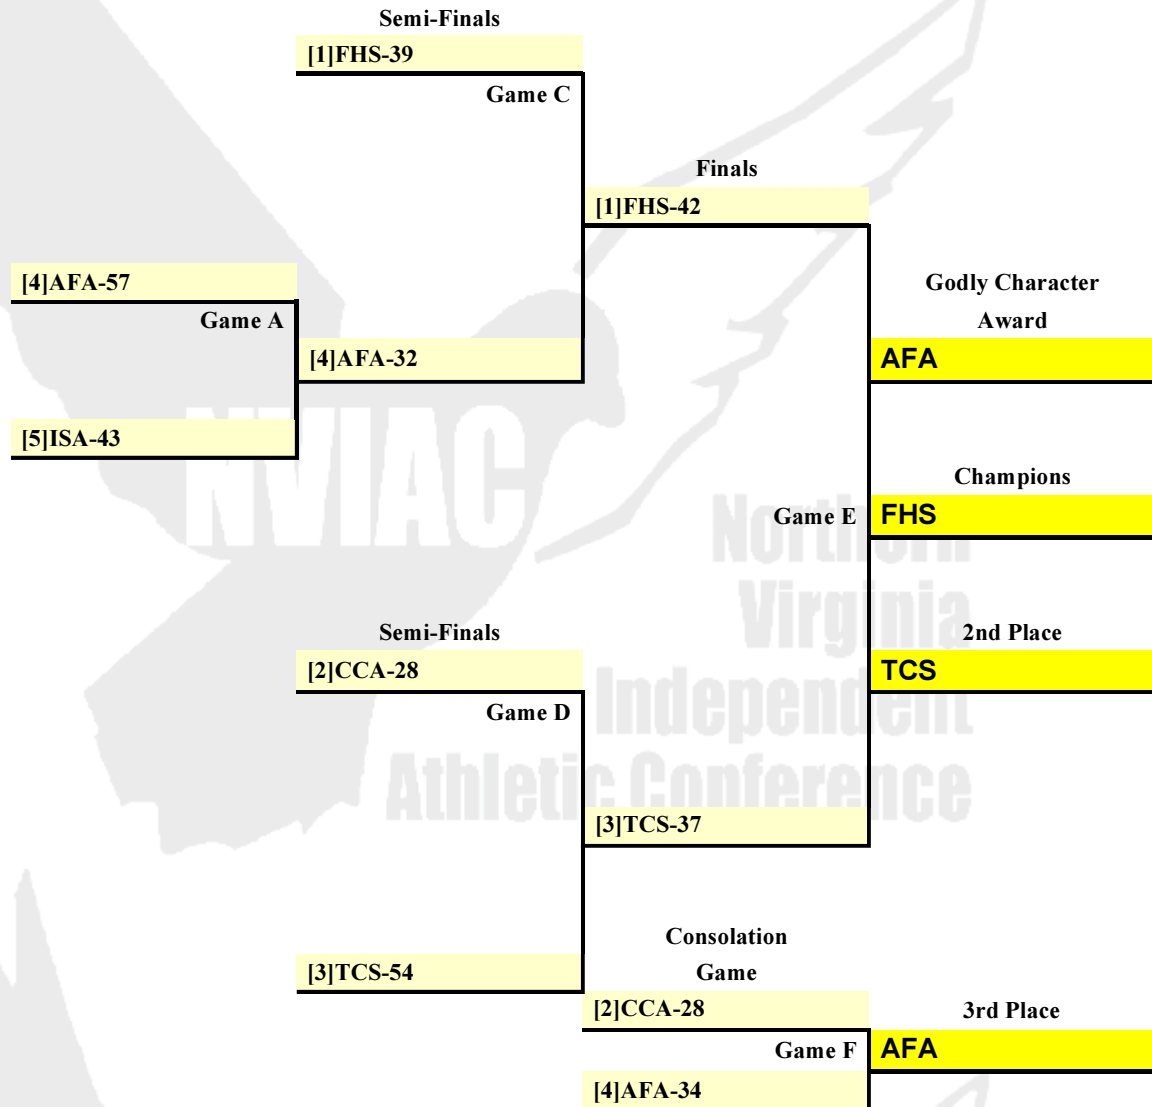 Semi-Finals
[1]FHS-39
Game C
Finals
[1]FHS-42
[4]AFA-57
Game A
[4]AFA-32
[5]ISA-43
Godly Character
Award
AFA
Champions
Game E
FHS
NVIAC
Northern
Virginia
Independent
Athletic Conference
Semi-Finals
[2]CCA-28
Game D
2nd Place
TCS
[3]TCS-37
[3]TCS-54
Consolation
Game
[2]CCA-28
Game F
[4]AFA-34
3rd Place
AFA